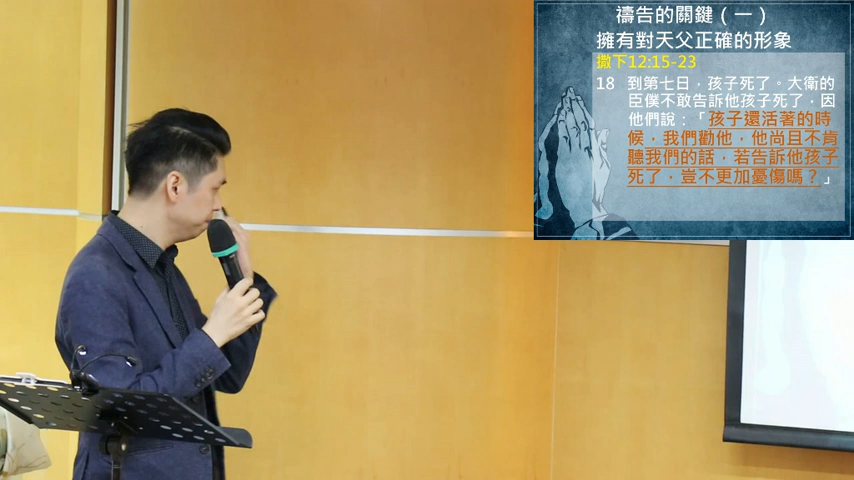 禱告的關鍵（一）
擁有對天父正確的形象
撒下12:15-23
18 到第七日，孩子死了。大衛的
臣僕不敢告訴他孩子死了，因
他們說：「孩子還活著的時
候，我們勸他，他尚且不肯
聽我們的話，若告訴他孩子
死了，豈不更加憂傷嗎？」